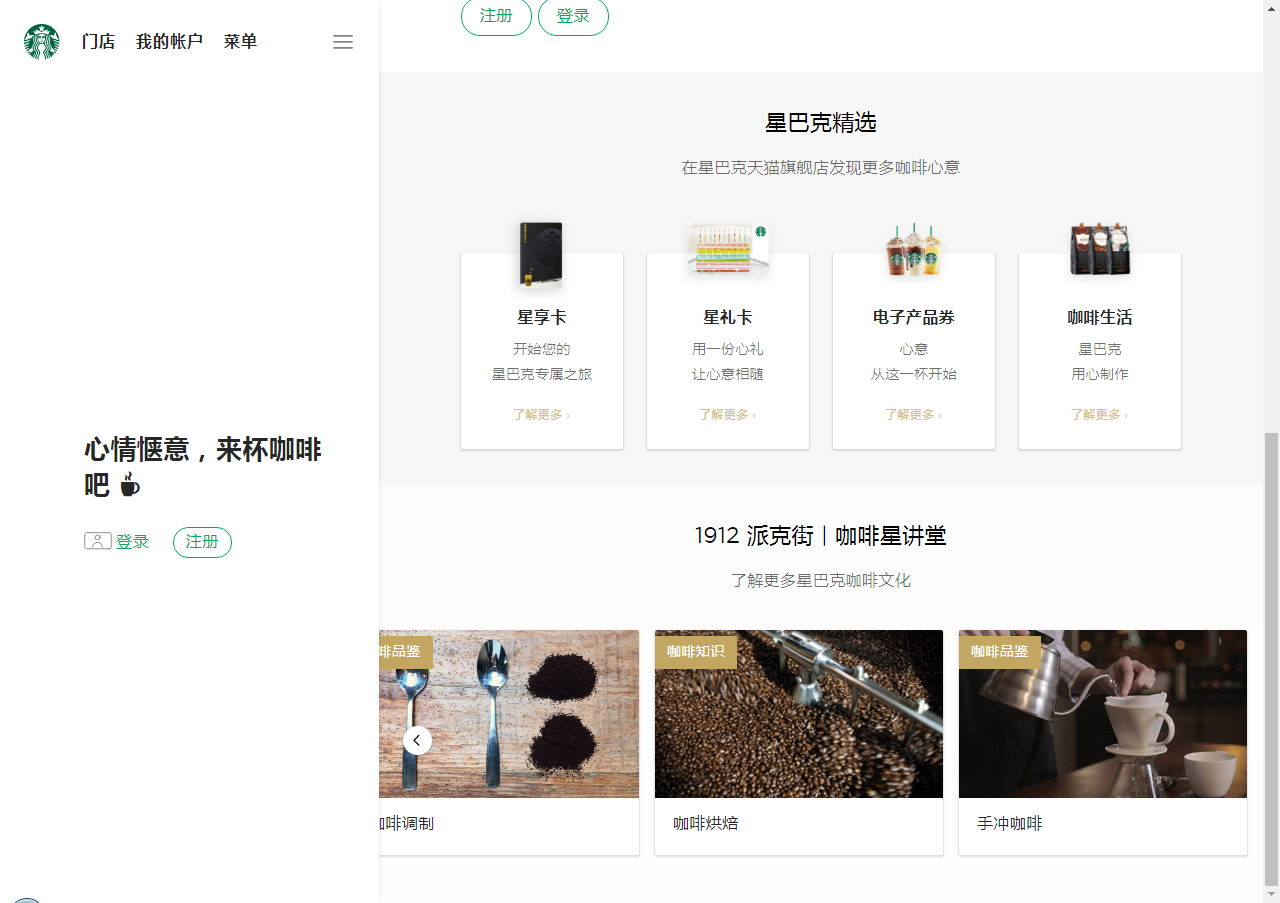 门店 我的帐户 菜单
心情惬意，来杯咖啡
吧
登录 注册
注册 登录
星巴克精选
在星巴克天猫旗舰店发现更多咖啡心意
星享卡
开始您的
星巴克专属之旅
了解更多 ›
星礼卡
用一份心礼
让心意相随
了解更多 ›
电子产品券
心意
从这一杯开始
了解更多 ›
咖啡生活
星巴克
用心制作
了解更多 ›
1912 派克街｜咖啡星讲堂
了解更多星巴克咖啡文化
啡品鉴
咖啡调制
咖啡知识
咖啡烘焙
咖啡品鉴
手冲咖啡